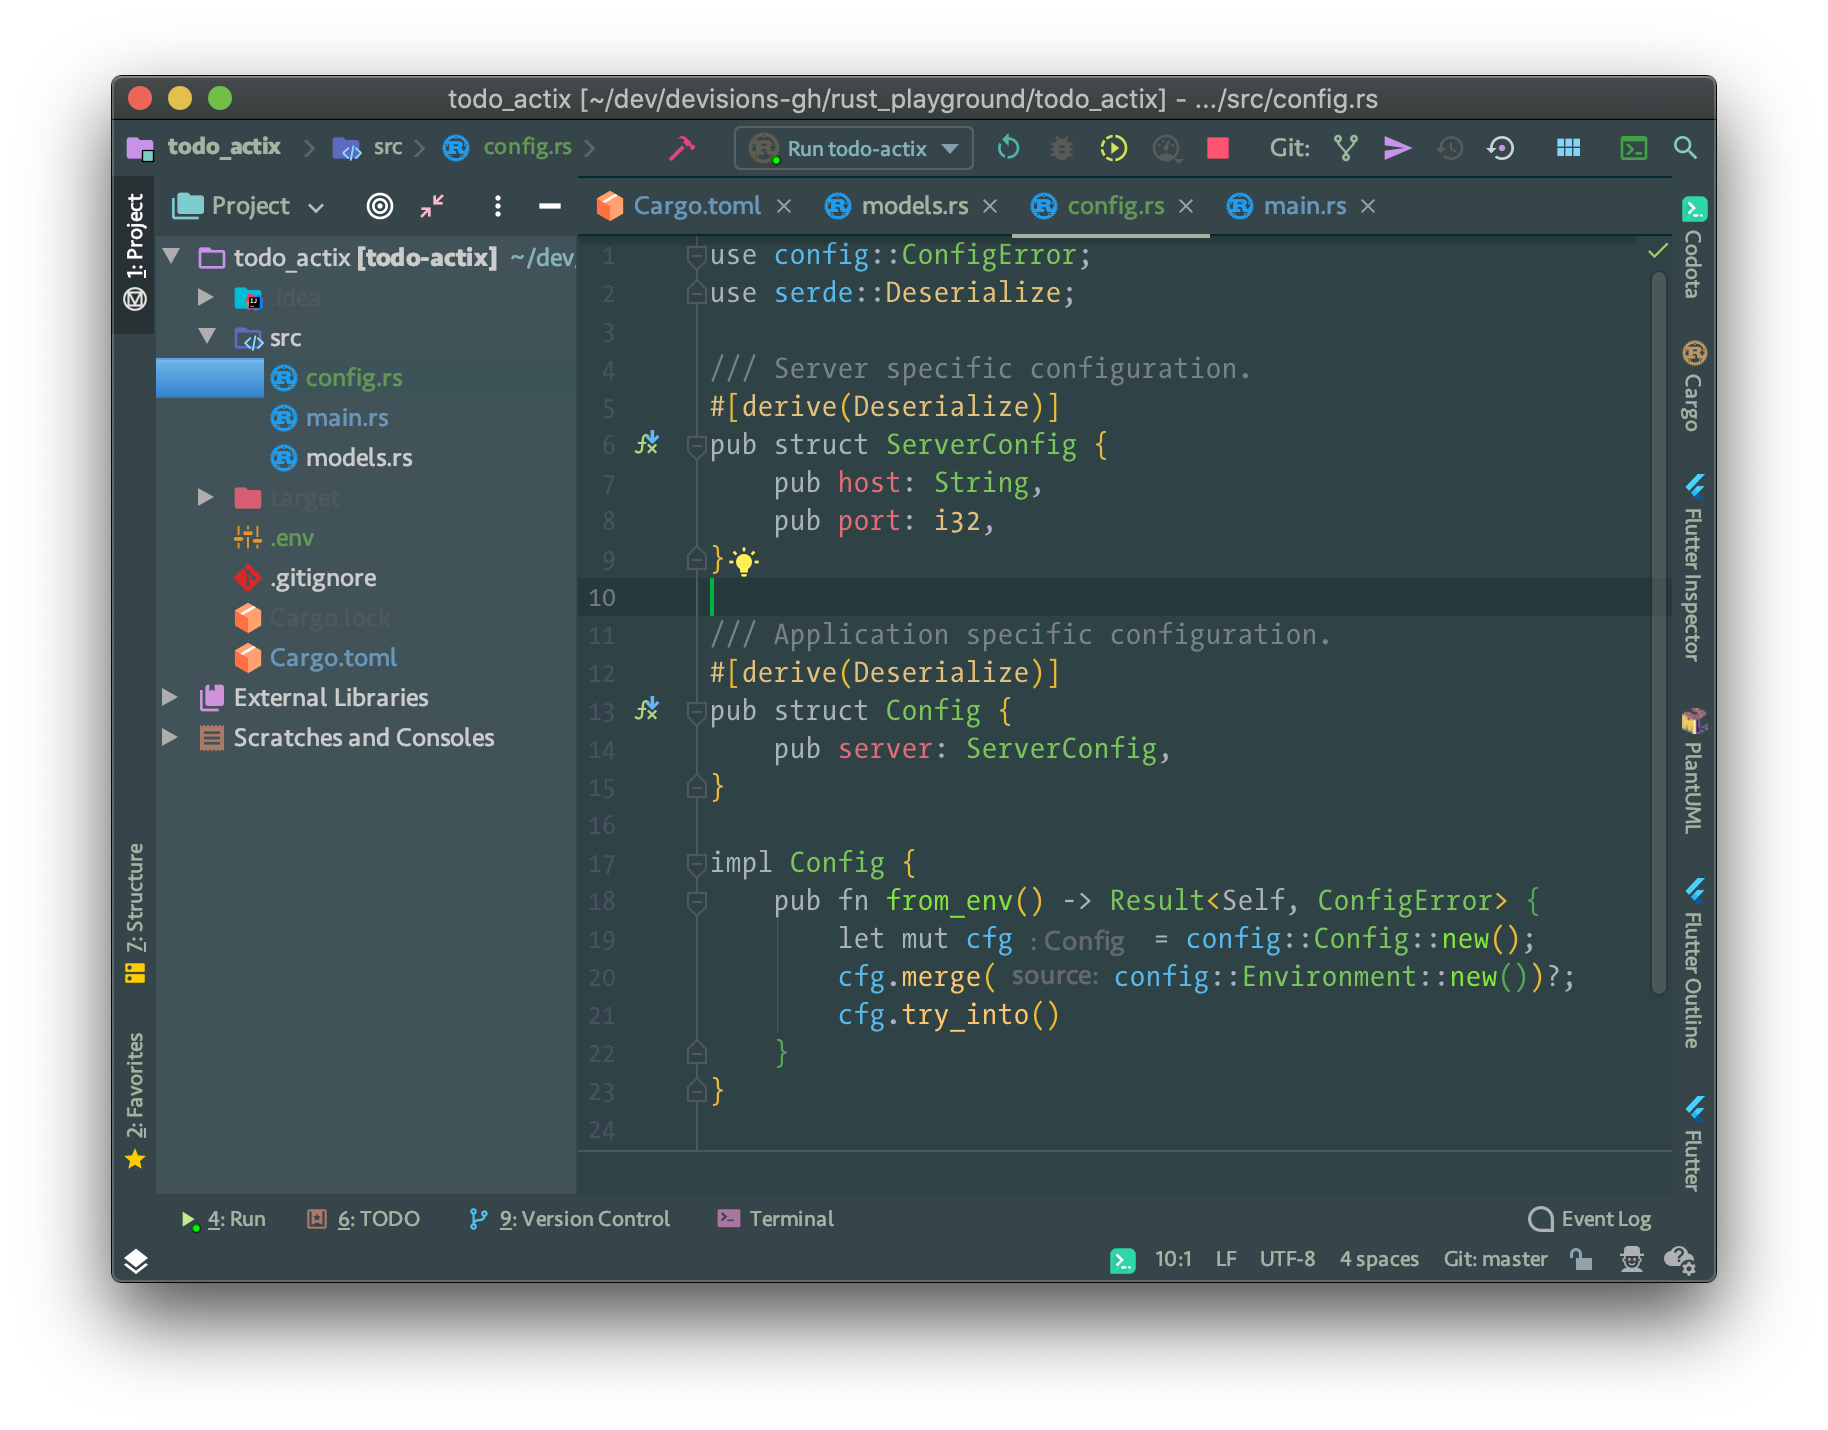 todo_actix [~/dev/devisions-gh/rust_playground/todo_actix] - .../src/config.rs
todo_actix src config.rs Run todo-actix Git:
Project
Cargo.toml models.rs config.rs main.rs
1: Project
7: Structure
2: Favorites
todo_actix [todo-actix] ~/dev/
.idea
src
config.rs
main.rs
models.rs
target
.env
.gitignore
Cargo.lock
Cargo.toml
External Libraries
Scratches and Consoles
1 use config::ConfigError;
2 use serde::Deserialize;
3
4 /// Server specific configuration.
5 #[derive(Deserialize)]
6 pub struct ServerConfig {
7 pub host: String,
8 pub port: i32,
9 }
10
11 /// Application specific configuration.
12 #[derive(Deserialize)]
13 pub struct Config {
14 pub server: ServerConfig,
15 }
16
17 impl Config {
18 pub fn from_env() -> Result<Self, ConfigError> {
19 let mut cfg : Config = config::Config::new();
20 cfg.merge( source: config::Environment::new())?;
21 cfg.try_into()
22 }
23 }
24
Codota
Cargo
Flutter Inspector
PlantUML
Flutter Outline
Flutter
4: Run 6: TODO 9: Version Control Terminal Event Log
10:1 LF UTF-8 4 spaces Git: master